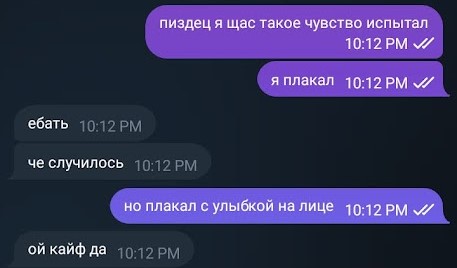 пиздец я щас такое чувство испытал
10:12 PM
я плакал 10:12 PM
ебать 10:12 PM
че случилось 10:12 PM
но плакал с улыбкой на лице 10:12 PM
ой кайф да 10:12 PM